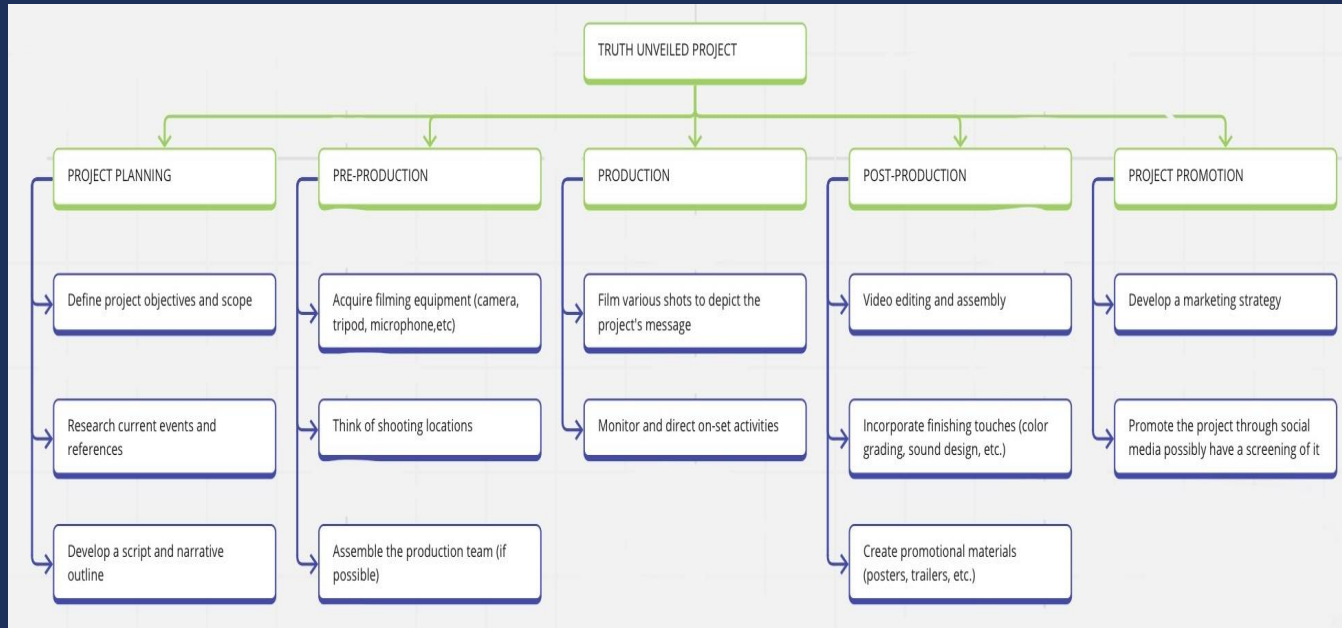 TRUTH UNVEILED PROJECT
PROJECT PLANNING
PRE-PRODUCTION
PRODUCTION
POST-PRODUCTION
PROJECT PROMOTION
Define project objectives and scope
Acquire filming equipment (camera,
tripod, microphone,etc)
Film various shots to depict the
project's message
Video editing and assembly
Develop a marketing strategy
Research current events and
references
Think of shooting locations
Monitor and direct on-set activities
Incorporate finishing touches (color
grading, sound design, etc.)
Promote the project through social
media possibly have a screening of it
Develop a script and narrative
outline
Assemble the production team (if
possible)
Create promotional materials
(posters, trailers, etc.)